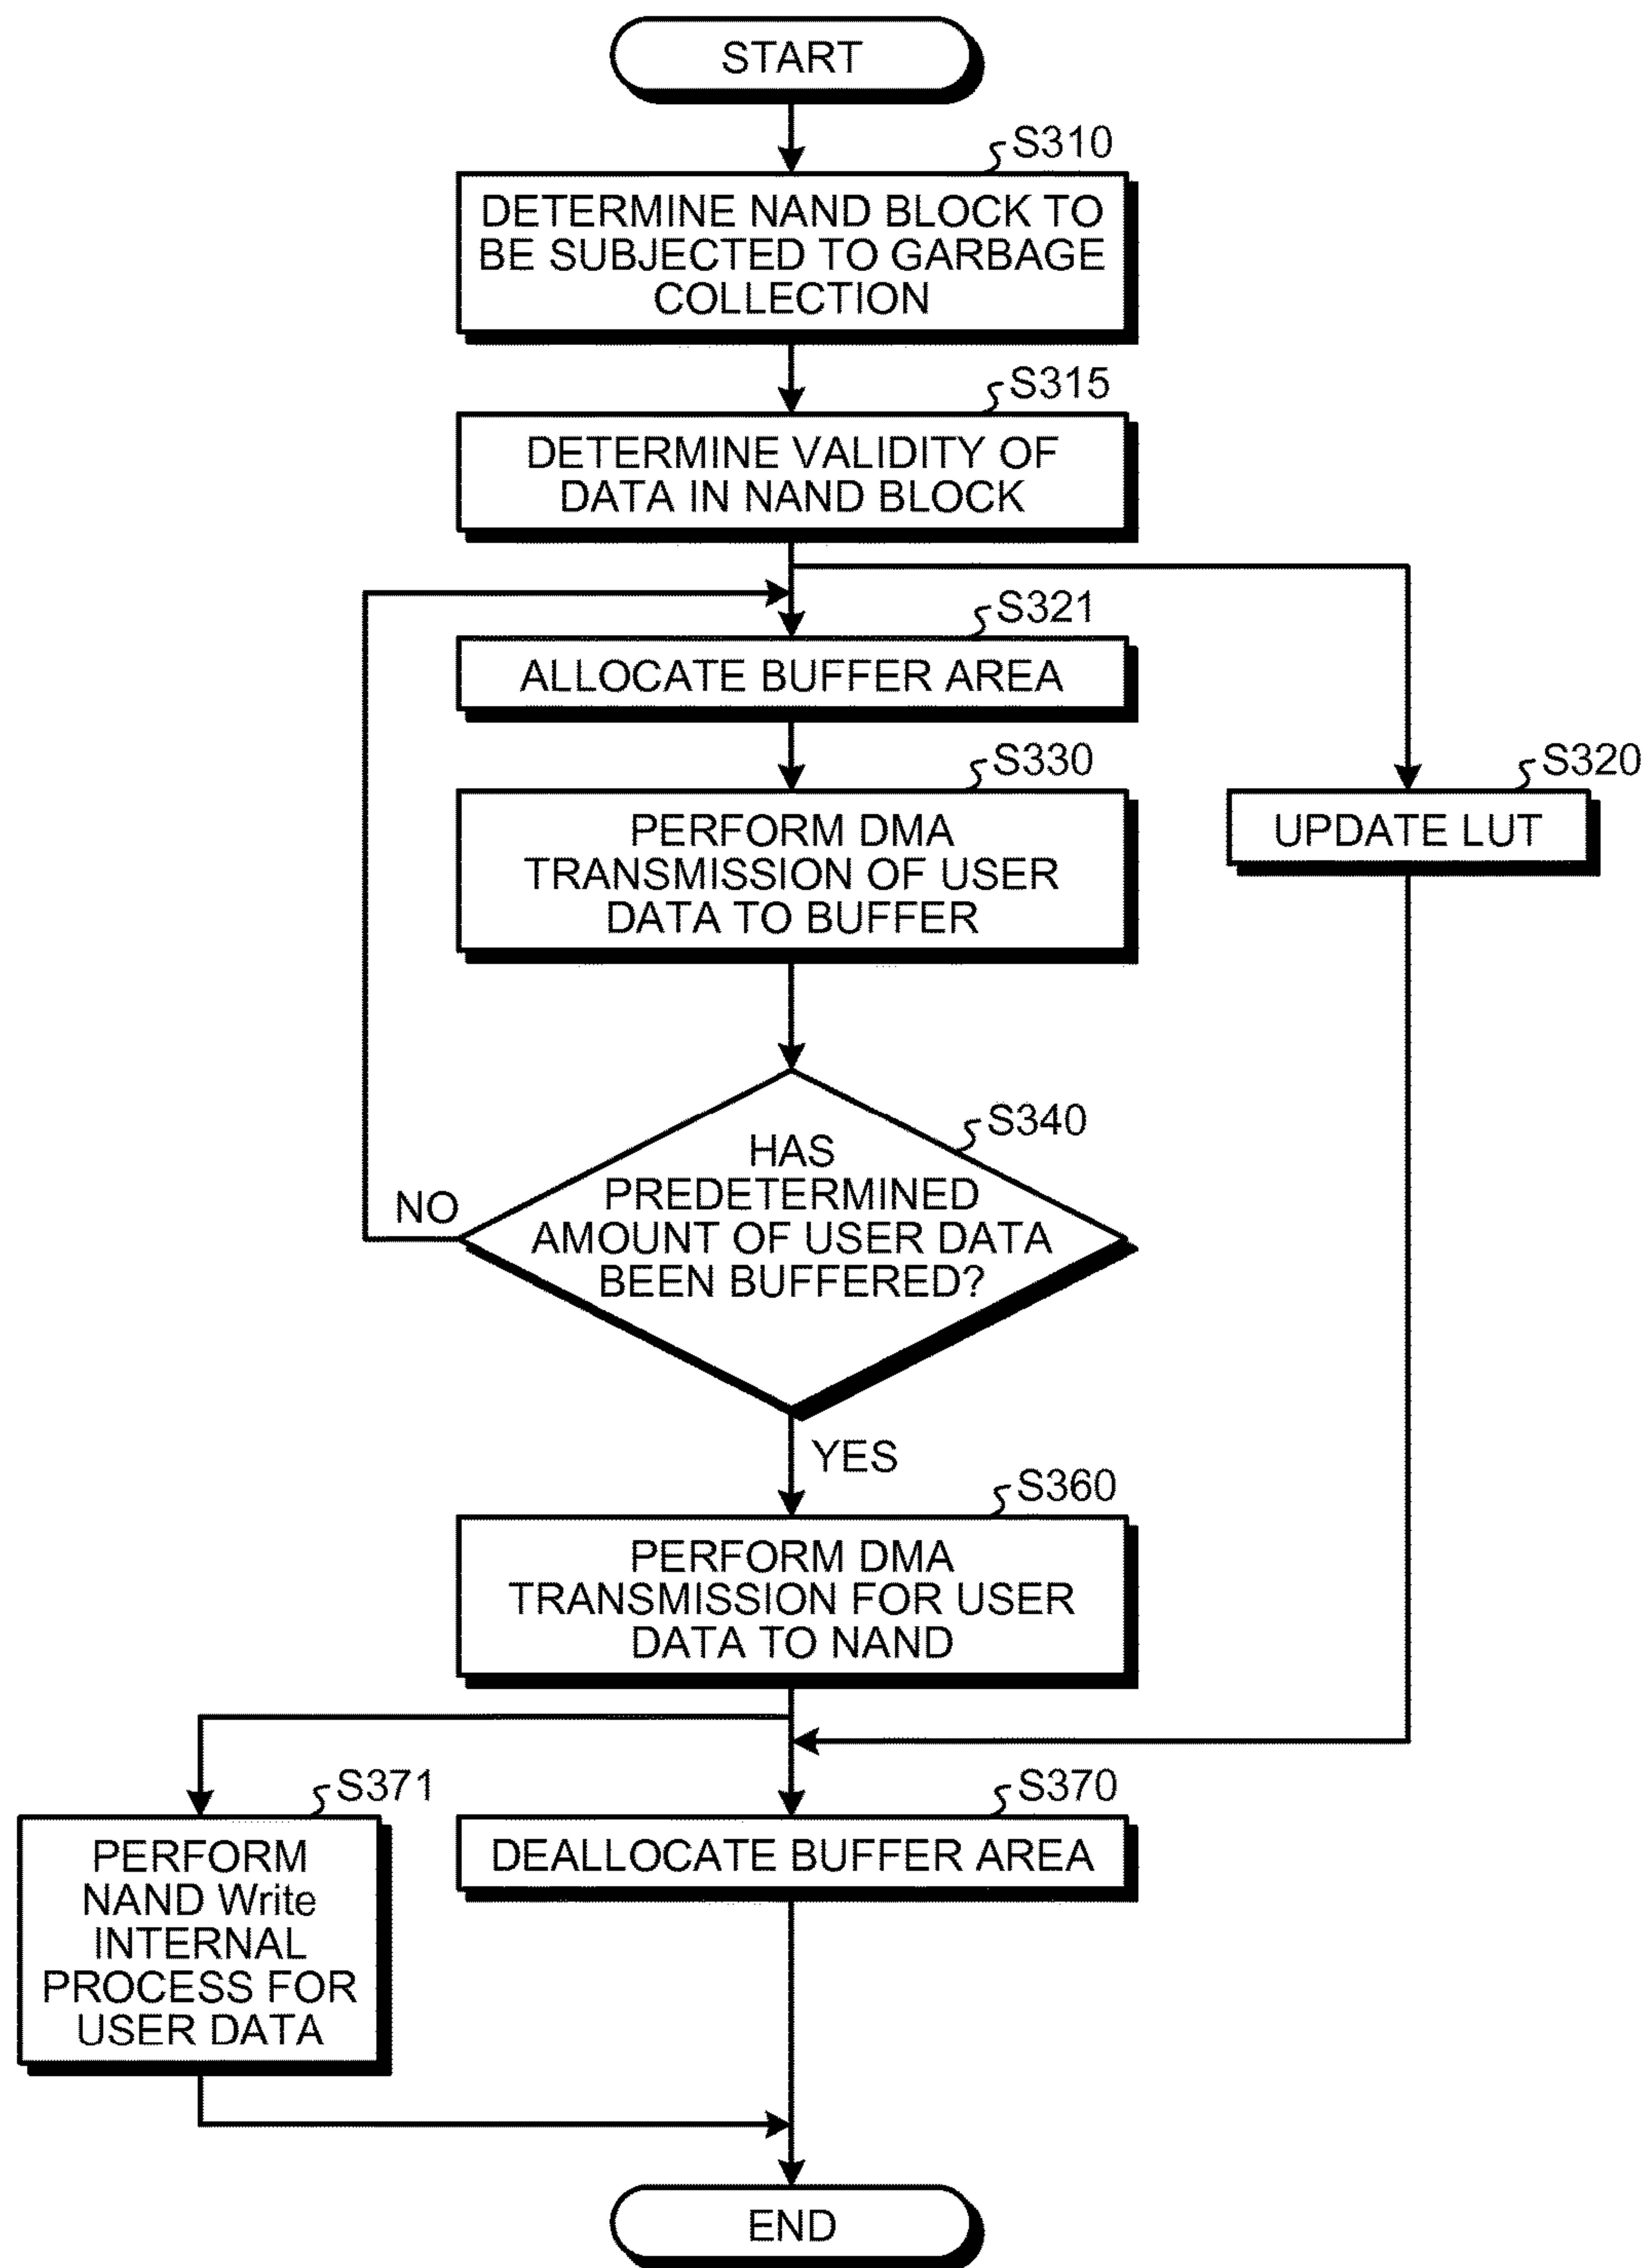 START
S310
DETERMINE NAND BLOCK TO
BE SUBJECTED TO GARBAGE
COLLECTION
S315
DETERMINE VALIDITY OF
DATA IN NAND BLOCK
S321
ALLOCATE BUFFER AREA
S330
PERFORM DMA
TRANSMISSION OF USER
DATA TO BUFFER
S320
UPDATE LUT
S340
HAS
PREDETERMINED
AMOUNT OF USER DATA
BEEN BUFFERED?
NO
YES
S360
PERFORM DMA
TRANSMISSION FOR USER
DATA TO NAND
S371
PERFORM
NAND Write
INTERNAL
PROCESS FOR
USER DATA
S370
DEALLOCATE BUFFER AREA
END